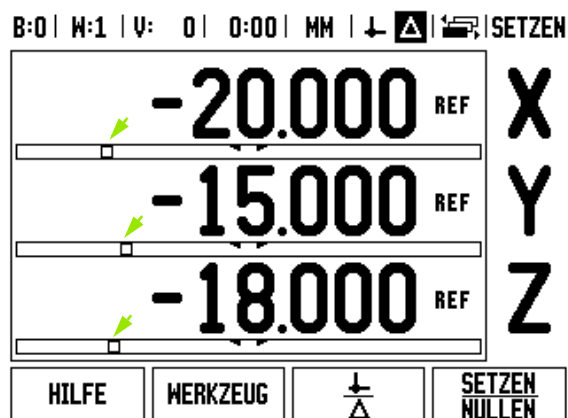 B:0 | W:1 | V: 0 | 0:00 | MM | Δ | SETZEN
-20.000 REF X
-15.000 REF Y
-18.000 REF Z
HILFE WERKZEUG Δ SETZEN
NULLEN